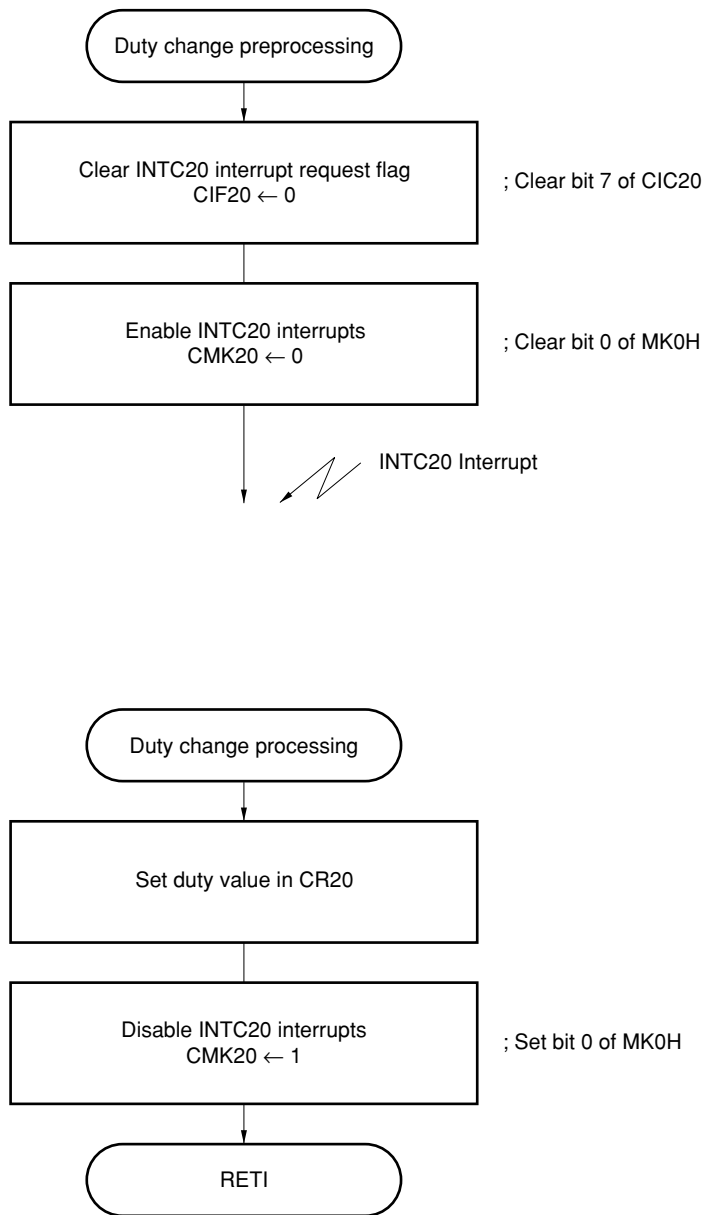 Duty change preprocessing
Clear INTC20 interrupt request flag
CIF20 ← 0
; Clear bit 7 of CIC20
Enable INTC20 interrupts
CMK20 ← 0
; Clear bit 0 of MK0H
INTC20 Interrupt
Duty change processing
Set duty value in CR20
Disable INTC20 interrupts
CMK20 ← 1
; Set bit 0 of MK0H
RETI